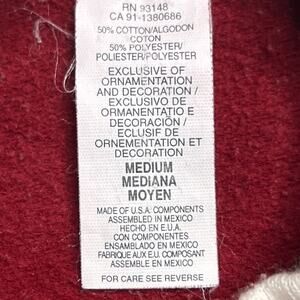 RN 93148
CA 91-1380686
50% COTTON/ALGODON
COTON
50% POLYESTER/
POLIESTER/POLYESTER
EXCLUSIVE OF
ORNAMENTATION
AND DECORATION /
EXCLUSIVO DE
ORMANENTATIO E
DECORACIÓN /
ECLUSIF DE
ORNEMENTATION ET
DECORATION
MEDIUM
MEDIANA
MOYEN
MADE OF U.S.A. COMPONENTS
ASSEMBLED IN MEXICO
HECHO EN E.U.A.
CON COMPONENTES
ENSAMBLADO EN MEXICO
FABRIQUE AUX E.U. COMPOSANT
ASSEMBLE EN MEXICO
FOR CARE SEE REVERSE